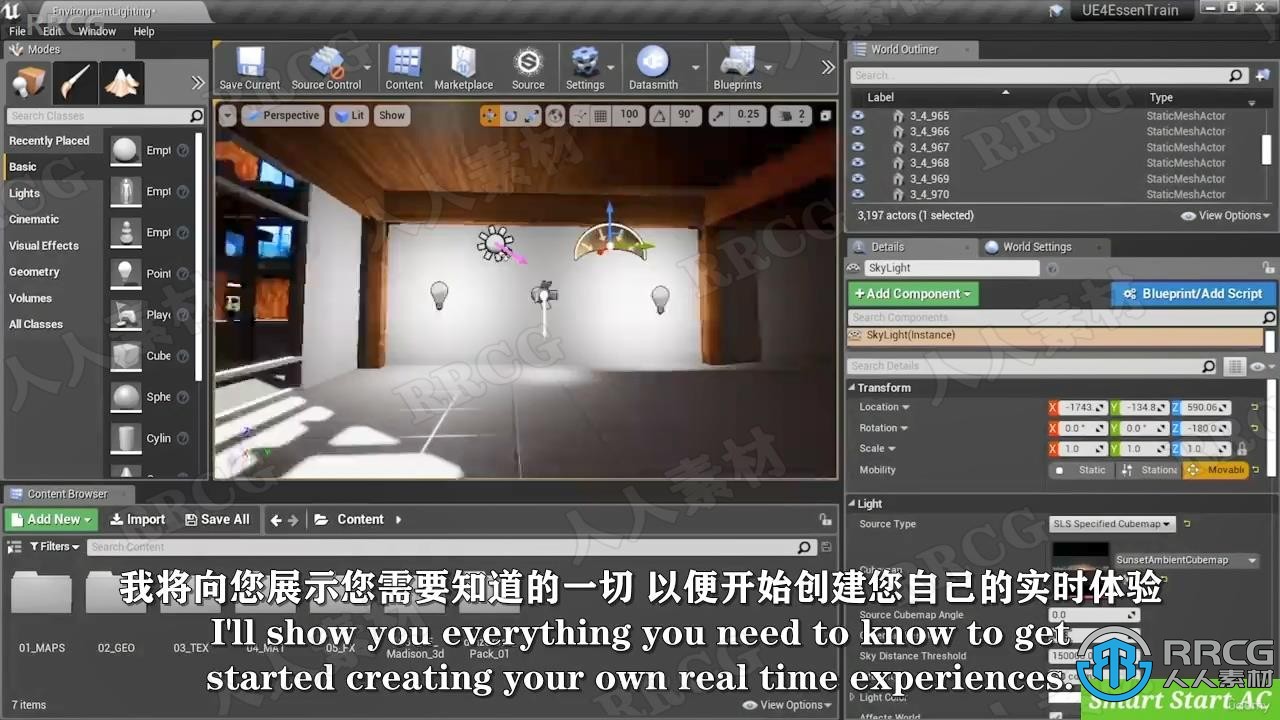 EnvironmentLighting*
UE4EssenTrain
RRCG
File Edit Window Help
Modes
Search Classes
Recently Placed
Basic
Lights
Cinematic
Visual Effects
Geometry
Volumes
All Classes
Empt
Empt
Empt
Point
Playe
Cube
Sphe
Cylin
Save Current Source Control Content Marketplace Source Settings Datasmith Blueprints
Perspective Lit Show 100 90° 0.25 2
World Outliner
Search...
Label Type
3_4_965 StaticMeshActor
3_4_966 StaticMeshActor
3_4_967 StaticMeshActor
3_4_968 StaticMeshActor
3_4_969 StaticMeshActor
3_4_970 StaticMeshActor
3,197 actors (1 selected) View Options
Details World Settings
SkyLight
+Add Component Blueprint/Add Script
Search Components
SkyLight(Instance)
Search Details
Transform
Location X -1743. Y -134.8 Z 590.06
Rotation X 0.0° Y 0.0° Z -180.0
Scale X 1.0 Y 1.0 Z 1.0
Mobility Static Stationa Movable
Light
Source Type SLS Specified Cubemap
SunsetAmbientCubemap
Source Cubemap Angle 0.0
Sky Distance Threshold
Light Color
Affects World
Content Browser
Add New Import Save All Content
Filters Search Content
01_MAPS
02_GEO
03_TEX
04_MAT
05_FX
Madison_3d
Pack_01
7 items View Options
我将向您展示您需要知道的一切 以便开始创建您自己的实时体验
I'll show you everything you need to know to get
started creating your own real time experiences.
RRCG
人人素材
Smart Start AC